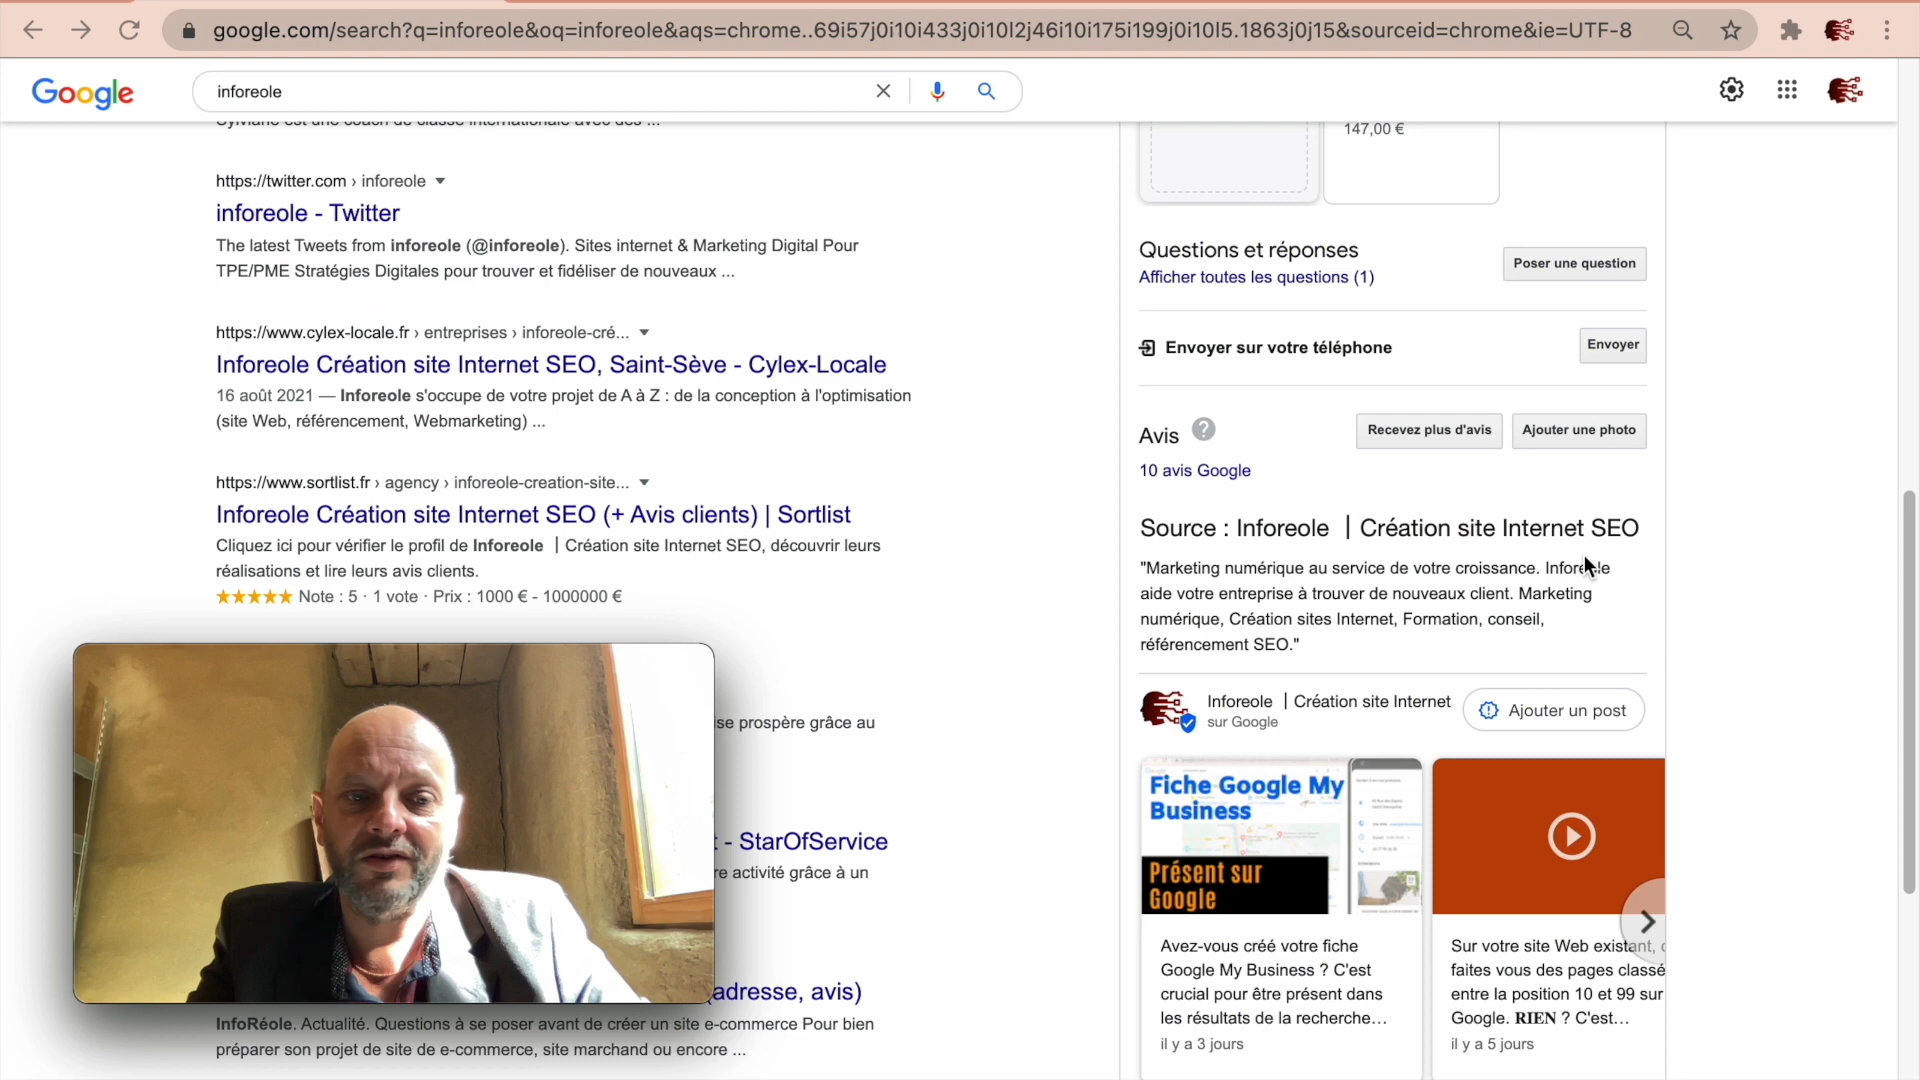 google.com/search?q=inforeole&oq=inforeole&aqs=chrome..69i57j0i10i433j0i10l2j46i10i175i199j0i10l5.1863j0j15&sourceid=chrome&ie=UTF-8
Google
inforeole
Sylviane est une coach de classe internationale avec des ...
https://twitter.com › inforeole
inforeole - Twitter
The latest Tweets from inforeole (@inforeole). Sites internet & Marketing Digital Pour
TPE/PME Stratégies Digitales pour trouver et fidéliser de nouveaux ...
https://www.cylex-locale.fr › entreprises › inforeole-cré...
Inforeole Création site Internet SEO, Saint-Sève - Cylex-Locale
16 août 2021 — Inforeole s'occupe de votre projet de A à Z : de la conception à l'optimisation
(site Web, référencement, Webmarketing) ...
https://www.sortlist.fr › agency › inforeole-creation-site...
Inforeole Création site Internet SEO (+ Avis clients) | Sortlist
Cliquez ici pour vérifier le profil de Inforeole | Création site Internet SEO, découvrir leurs
réalisations et lire leurs avis clients.
Note : 5 · 1 vote · Prix : 1000 € - 1000000 €
se prospère grâce au
- StarOfService
re activité grâce à un
(adresse, avis)
InfoRéole. Actualité. Questions à se poser avant de créer un site e-commerce Pour bien
préparer son projet de site de e-commerce, site marchand ou encore ...
147,00 €
Questions et réponses
Afficher toutes les questions (1)
Poser une question
Envoyer sur votre téléphone
Envoyer
Avis
Recevez plus d'avis
Ajouter une photo
10 avis Google
Source : Inforeole | Création site Internet SEO
"Marketing numérique au service de votre croissance. Inforeole
aide votre entreprise à trouver de nouveaux client. Marketing
numérique, Création sites Internet, Formation, conseil,
référencement SEO."
Inforeole | Création site Internet
sur Google
Ajouter un post
Fiche Google My
Business
Présent sur
Google
Avez-vous créé votre fiche
Google My Business ? C'est
crucial pour être présent dans
les résultats de la recherche...
il y a 3 jours
Sur votre site Web existant,
faites vous des pages classé
entre la position 10 et 99 sur
Google. RIEN ? C'est...
il y a 5 jours